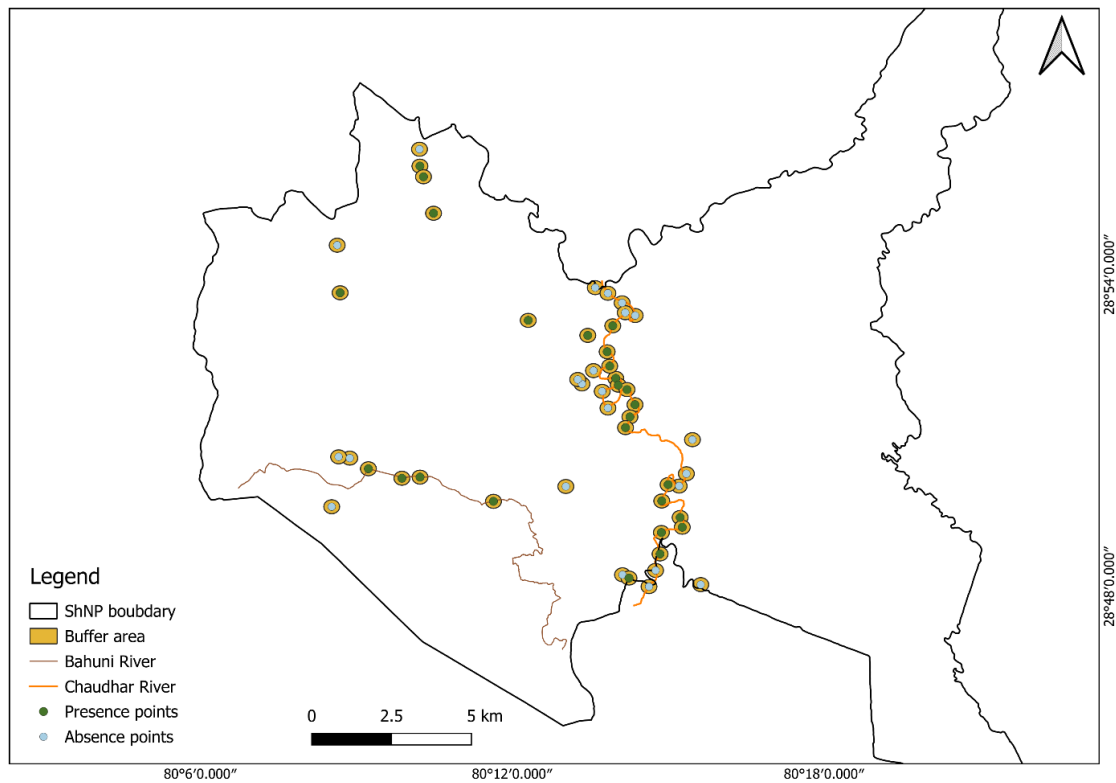 28°54′0.000″
28°48′0.000″
Legend
ShNP boubdary
Buffer area
Bahuni River
Chaudhar River
Presence points
Absence points
0 2.5 5 km
80°6′0.000″ 80°12′0.000″ 80°18′0.000″